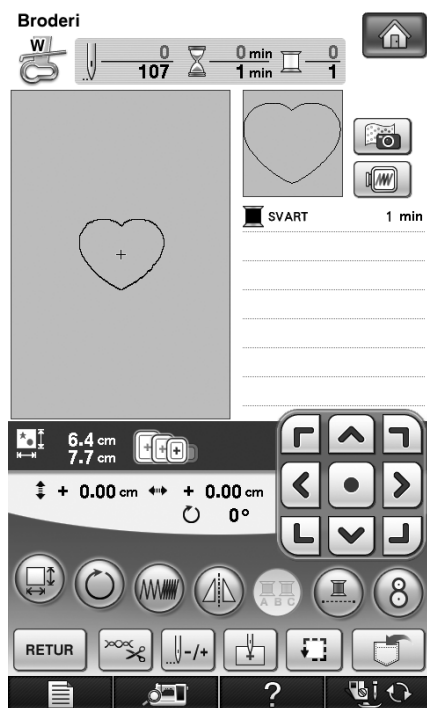 Broderi
W
0 0 min 0
107 1 min 1
SVART 1 min
6.4 cm
7.7 cm
+ 0.00 cm + 0.00 cm
0°
A B C
8
RETUR -/+
?